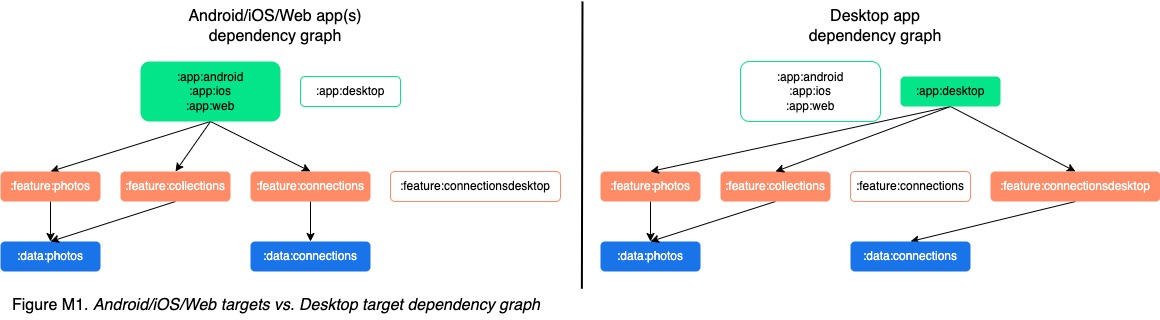 Android/iOS/Web app(s)
dependency graph
:app:android
:app:ios
:app:web
:app:desktop
:feature:photos
:feature:collections
:feature:connections
:feature:connectionsdesktop
:data:photos
:data:connections
Desktop app
dependency graph
:app:android
:app:ios
:app:web
:app:desktop
:feature:photos
:feature:collections
:feature:connections
:feature:connectionsdesktop
:data:photos
:data:connections
Figure M1. Android/iOS/Web targets vs. Desktop target dependency graph